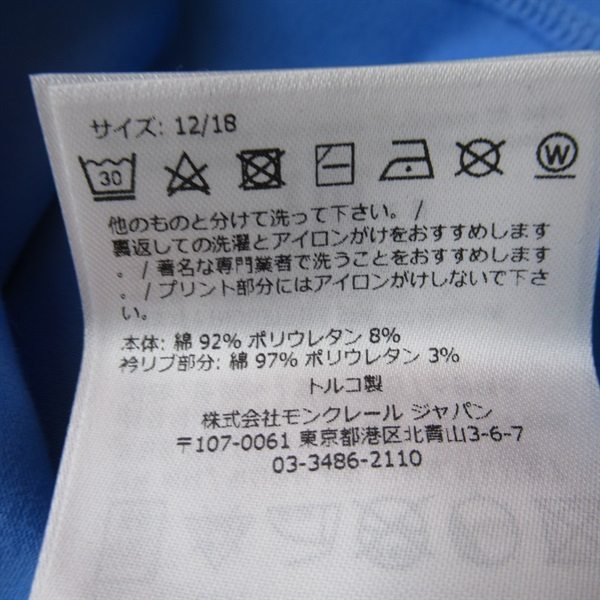 サイズ: 12/18
30
W
他のものと分けて洗って下さい。 /
裏返しての洗濯とアイロンがけをおすすめします
。 / 著名な専門業者で洗うことをおすすめします
。 / プリント部分にはアイロンがけしないで下さ
い。
本体: 綿 92% ポリウレタン 8%
衿リブ部分: 綿 97% ポリウレタン 3%
トルコ製
株式会社モンクレール ジャパン
〒107-0061 東京都港区北青山3-6-7
03-3486-2110